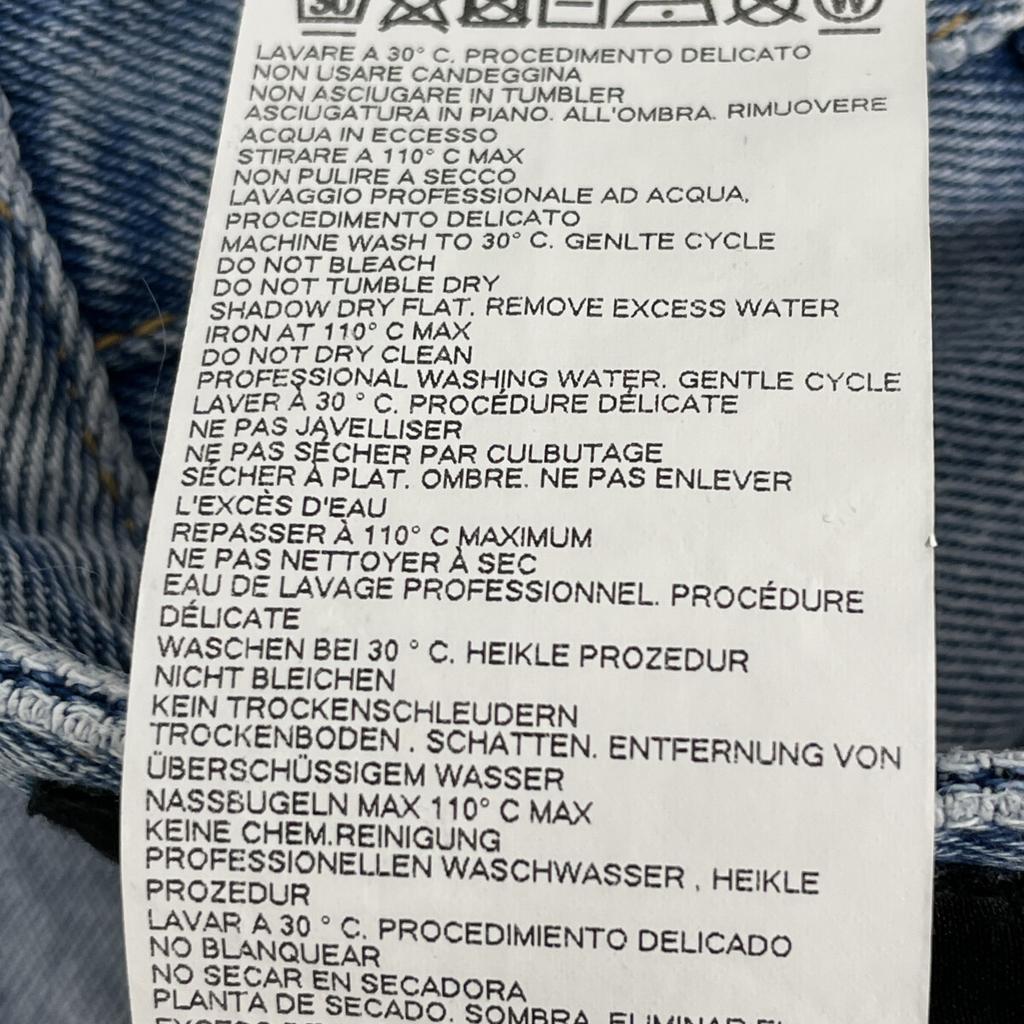 30 W
LAVARE A 30° C. PROCEDIMENTO DELICATO
NON USARE CANDEGGINA
NON ASCIUGARE IN TUMBLER
ASCIUGATURA IN PIANO. ALL'OMBRA. RIMUOVERE
ACQUA IN ECCESSO
STIRARE A 110° C MAX
NON PULIRE A SECCO
LAVAGGIO PROFESSIONALE AD ACQUA,
PROCEDIMENTO DELICATO
MACHINE WASH TO 30° C. GENLTE CYCLE
DO NOT BLEACH
DO NOT TUMBLE DRY
SHADOW DRY FLAT. REMOVE EXCESS WATER
IRON AT 110° C MAX
DO NOT DRY CLEAN
PROFESSIONAL WASHING WATER. GENTLE CYCLE
LAVER À 30 ° C. PROCÉDURE DÉLICATE
NE PAS JAVELLISER
NE PAS SÉCHER PAR CULBUTAGE
SÉCHER À PLAT. OMBRE. NE PAS ENLEVER
L'EXCÈS D'EAU
REPASSER À 110° C MAXIMUM
NE PAS NETTOYER À SEC
EAU DE LAVAGE PROFESSIONNEL. PROCÉDURE
DÉLICATE
WASCHEN BEI 30 ° C. HEIKLE PROZEDUR
NICHT BLEICHEN
KEIN TROCKENSCHLEUDERN
TROCKENBODEN . SCHATTEN. ENTFERNUNG VON
ÜBERSCHÜSSIGEM WASSER
NASSBUGELN MAX 110° C MAX
KEINE CHEM.REINIGUNG
PROFESSIONELLEN WASCHWASSER , HEIKLE
PROZEDUR
LAVAR A 30 ° C. PROCEDIMIENTO DELICADO
NO BLANQUEAR
NO SECAR EN SECADORA
PLANTA DE SECADO. SOMBRA. ELIMINAR EL